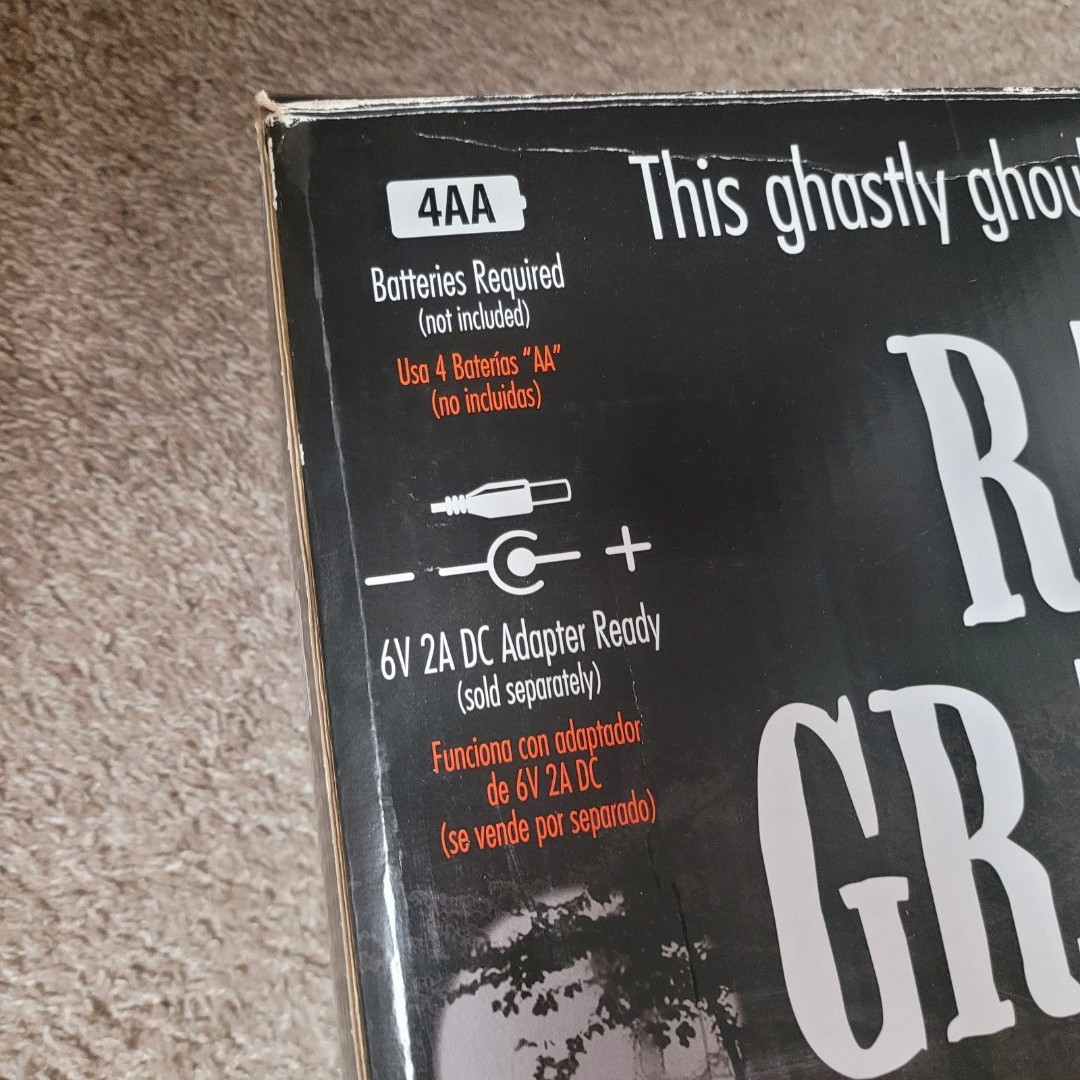 4AA
Batteries Required
(not included)
Usa 4 Baterías "AA"
(no incluidas)
- +
6V 2A DC Adapter Ready
(sold separately)
Funciona con adaptador
de 6V 2A DC
(se vende por separado)
This ghastly
R
GR